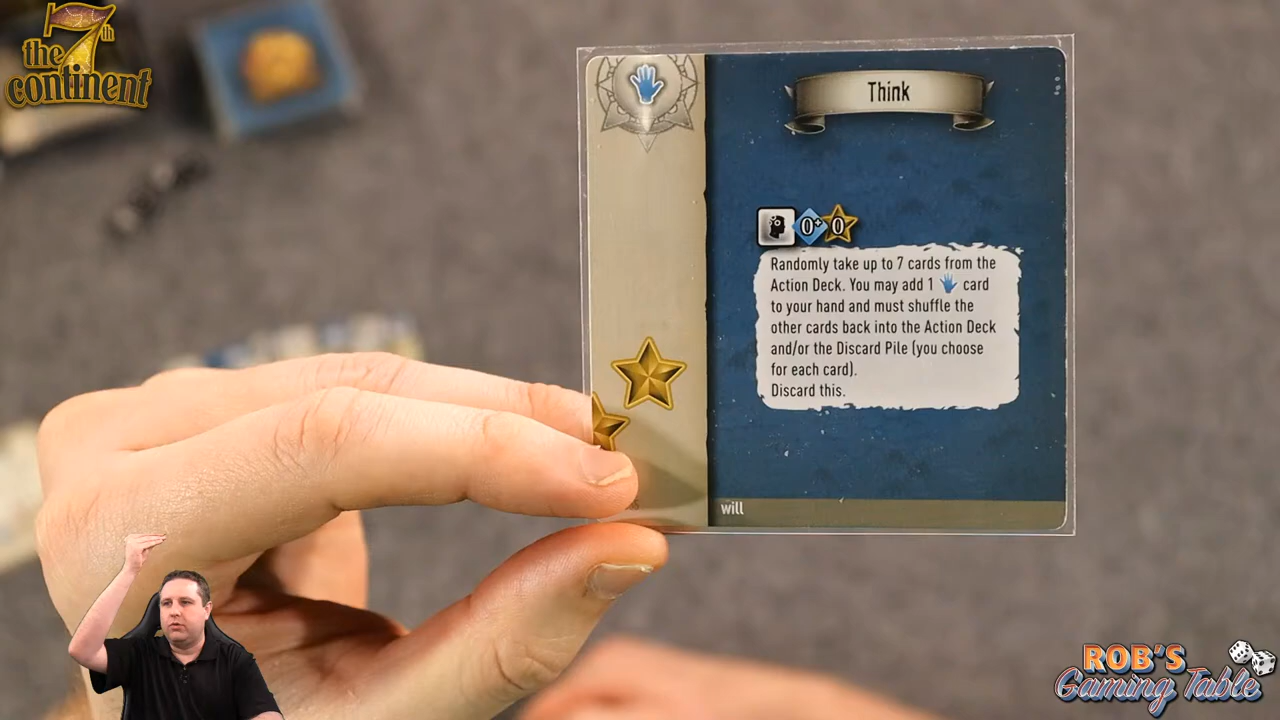 the 7th continent
Think
0+ 0
Randomly take up to 7 cards from the
Action Deck. You may add 1 card
to your hand and must shuffle the
other cards back into the Action Deck
and/or the Discard Pile (you choose
for each card).
Discard this.
will
ROB'S
Gaming Table